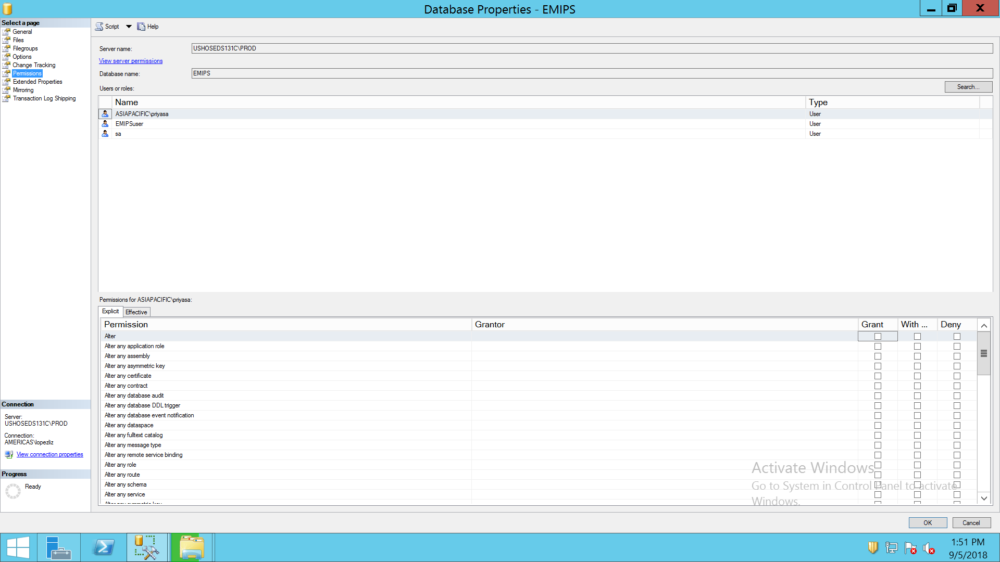 Database Properties - EMIPS
Select a page
General
Files
Filegroups
Options
Change Tracking
Permissions
Extended Properties
Mirroring
Transaction Log Shipping
Script
Help
Server name:
USHOSEDS131C\PROD
View server permissions
Database name:
EMIPS
Users or roles:
Search...
Name Type
ASIAPACIFIC\priyasa User
EMIPSuser User
sa User
Permissions for ASIAPACIFIC\priyasa:
Explicit Effective
Permission Grantor Grant With ... Deny
Alter
Alter any application role
Alter any assembly
Alter any asymmetric key
Alter any certificate
Alter any contract
Alter any database audit
Alter any database DDL trigger
Alter any database event notification
Alter any dataspace
Alter any fulltext catalog
Alter any message type
Alter any remote service binding
Alter any role
Alter any route
Alter any schema
Alter any service
Alter any symmetric key
Connection
Server:
USHOSEDS131C\PROD
Connection:
AMERICAS\lopezliz
View connection properties
Progress
Ready
Activate Windows
Go to System in Control Panel to activate
Windows.
OK Cancel
1:51 PM
9/5/2018